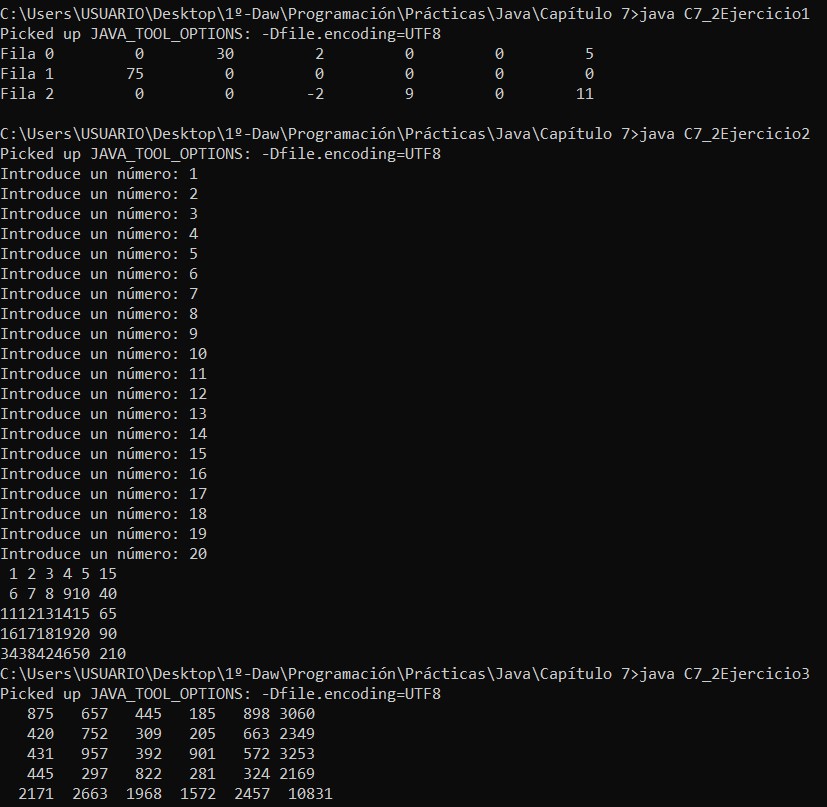 C:\Users\USUARIO\Desktop\1º-Daw\Programación\Prácticas\Java\Capítulo 7>java C7_2Ejercicio1
Picked up JAVA_TOOL_OPTIONS: -Dfile.encoding=UTF8
Fila 0         0        30         2         0         0         5
Fila 1        75         0         0         0         0         0
Fila 2         0         0        -2         9         0        11

C:\Users\USUARIO\Desktop\1º-Daw\Programación\Prácticas\Java\Capítulo 7>java C7_2Ejercicio2
Picked up JAVA_TOOL_OPTIONS: -Dfile.encoding=UTF8
Introduce un número: 1
Introduce un número: 2
Introduce un número: 3
Introduce un número: 4
Introduce un número: 5
Introduce un número: 6
Introduce un número: 7
Introduce un número: 8
Introduce un número: 9
Introduce un número: 10
Introduce un número: 11
Introduce un número: 12
Introduce un número: 13
Introduce un número: 14
Introduce un número: 15
Introduce un número: 16
Introduce un número: 17
Introduce un número: 18
Introduce un número: 19
Introduce un número: 20
 1 2 3 4 5 15
 6 7 8 910 40
1112131415 65
1617181920 90
3438424650 210
C:\Users\USUARIO\Desktop\1º-Daw\Programación\Prácticas\Java\Capítulo 7>java C7_2Ejercicio3
Picked up JAVA_TOOL_OPTIONS: -Dfile.encoding=UTF8
   875   657   445   185   898 3060
   420   752   309   205   663 2349
   431   957   392   901   572 3253
   445   297   822   281   324 2169
  2171  2663  1968  1572  2457  10831